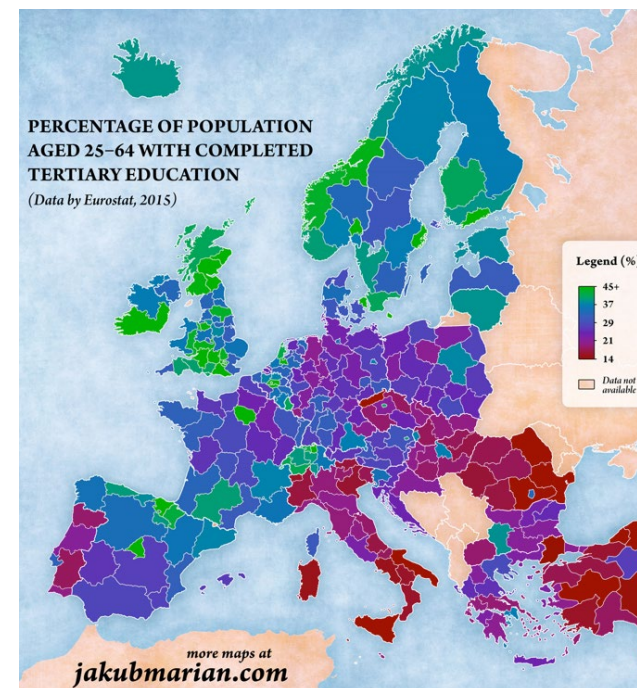 PERCENTAGE OF POPULATION
AGED 25–64 WITH COMPLETED
TERTIARY EDUCATION
(Data by Eurostat, 2015)
Legend (%)
45+
37
29
21
14
Data not
available
more maps at
jakubmarian.com